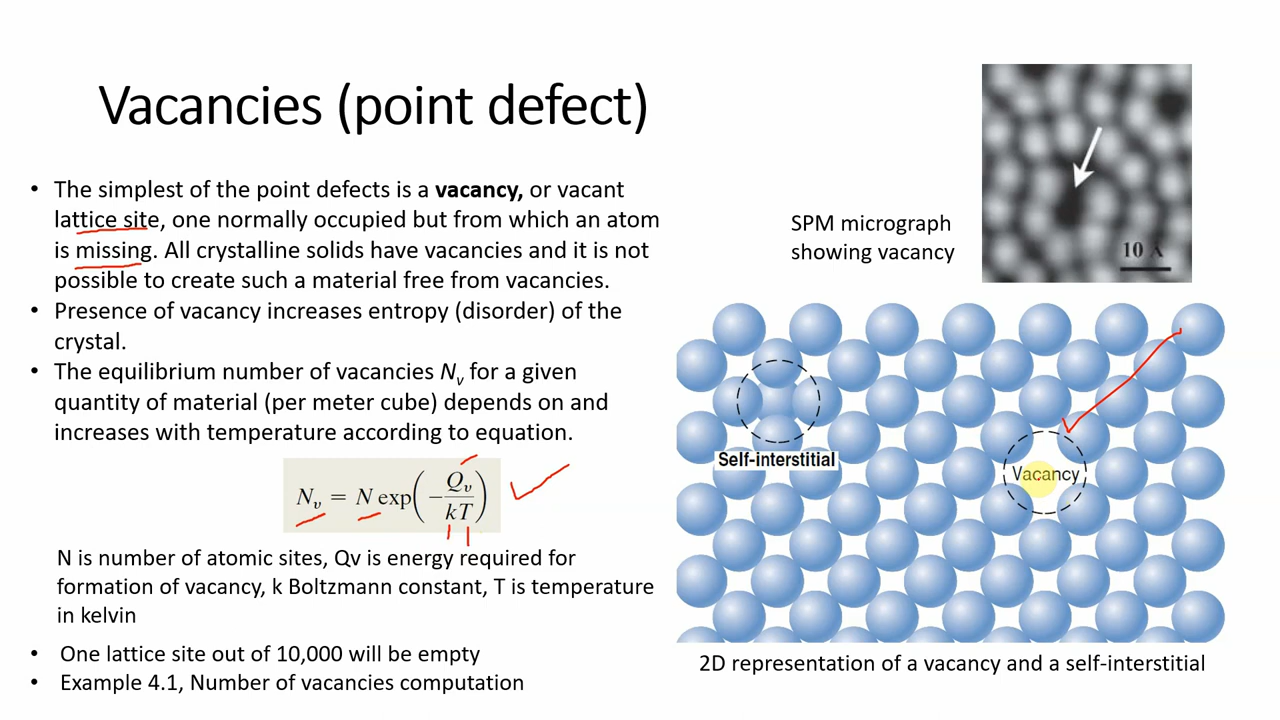 Vacancies (point defect)
• The simplest of the point defects is a vacancy, or vacant
lattice site, one normally occupied but from which an atom
is missing. All crystalline solids have vacancies and it is not
possible to create such a material free from vacancies.
• Presence of vacancy increases entropy (disorder) of the
crystal.
• The equilibrium number of vacancies Nv for a given
quantity of material (per meter cube) depends on and
increases with temperature according to equation.
Nv = N exp(−Qv/kT)
N is number of atomic sites, Qv is energy required for
formation of vacancy, k Boltzmann constant, T is temperature
in kelvin
• One lattice site out of 10,000 will be empty
• Example 4.1, Number of vacancies computation
SPM micrograph
showing vacancy
10 Å
Self-interstitial
Vacancy
2D representation of a vacancy and a self-interstitial